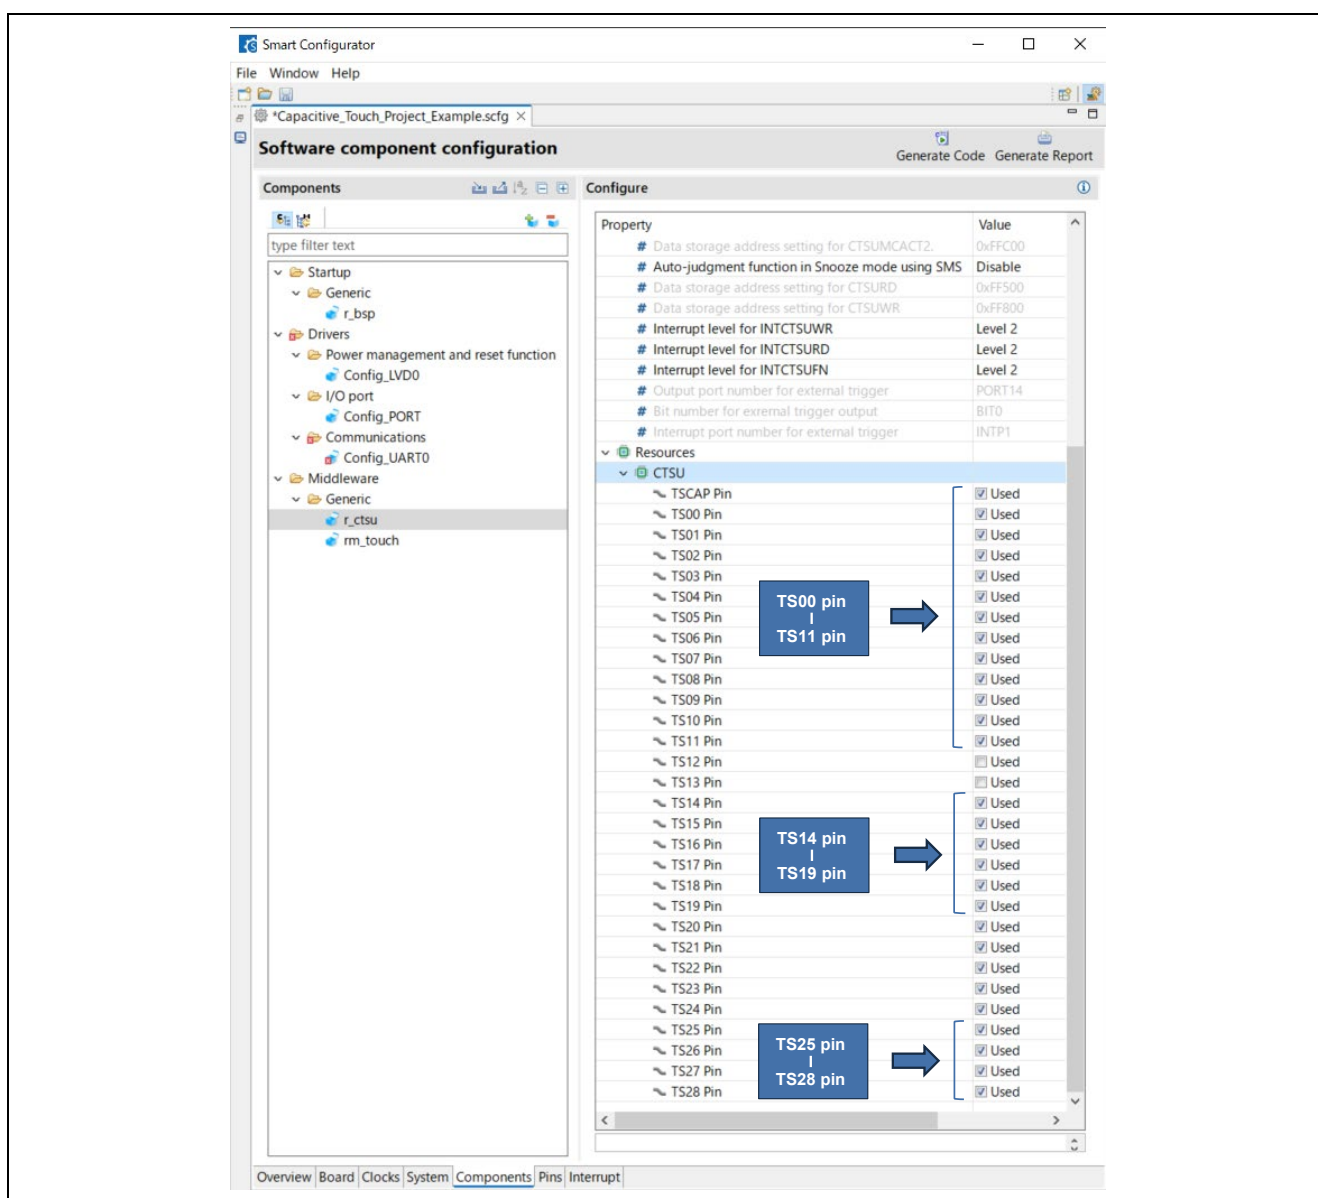 Smart Configurator
File Window Help
*Capacitive_Touch_Project_Example.scfg
Software component configuration
Generate Code Generate Report
Components
type filter text
Startup
Generic
r_bsp
Drivers
Power management and reset function
Config_LVD0
I/O port
Config_PORT
Communications
Config_UART0
Middleware
Generic
r_ctsu
rm_touch
Configure
Property Value
# Data storage address setting for CTSUMCACT2. 0xFFC00
# Auto-judgment function in Snooze mode using SMS Disable
# Data storage address setting for CTSURD 0xFF500
# Data storage address setting for CTSUWR 0xFF800
# Interrupt level for INTCTSUWR Level 2
# Interrupt level for INTCTSURD Level 2
# Interrupt level for INTCTSUFN Level 2
# Output port number for external trigger PORT14
# Bit number for exremal trigger output BIT0
# Interrupt port number for external trigger INTP1
Resources
CTSU
TSCAP Pin Used
TS00 Pin Used
TS01 Pin Used
TS02 Pin Used
TS03 Pin Used
TS04 Pin Used
TS05 Pin Used
TS06 Pin Used
TS07 Pin Used
TS08 Pin Used
TS09 Pin Used
TS10 Pin Used
TS11 Pin Used
TS12 Pin Used
TS13 Pin Used
TS14 Pin Used
TS15 Pin Used
TS16 Pin Used
TS17 Pin Used
TS18 Pin Used
TS19 Pin Used
TS20 Pin Used
TS21 Pin Used
TS22 Pin Used
TS23 Pin Used
TS24 Pin Used
TS25 Pin Used
TS26 Pin Used
TS27 Pin Used
TS28 Pin Used
TS00 pin
|
TS11 pin
TS14 pin
|
TS19 pin
TS25 pin
|
TS28 pin
Overview Board Clocks System Components Pins Interrupt